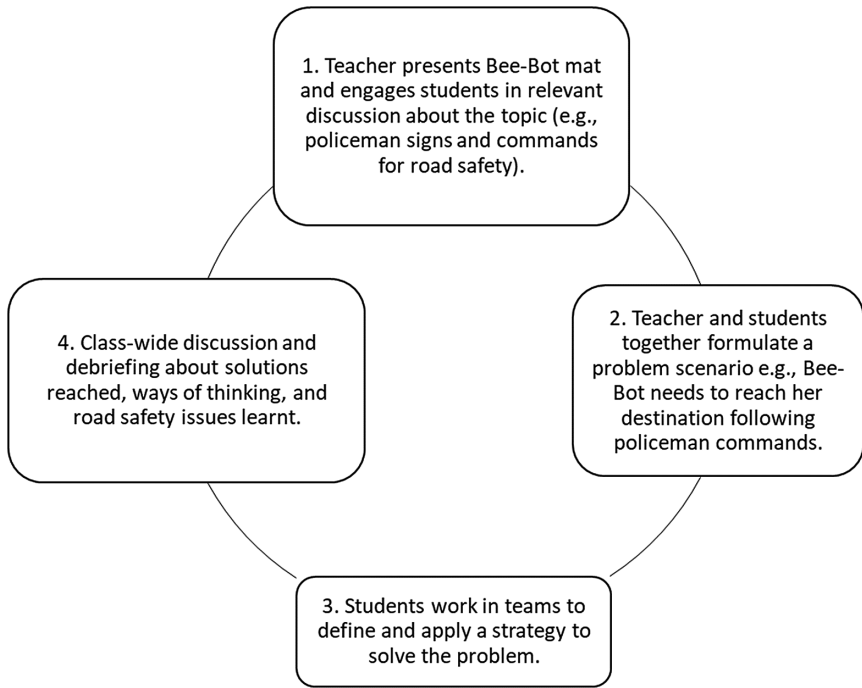 1. Teacher presents Bee-Bot mat
and engages students in relevant
discussion about the topic (e.g.,
policeman signs and commands
for road safety).
2. Teacher and students
together formulate a
problem scenario e.g., Bee-
Bot needs to reach her
destination following
policeman commands.
3. Students work in teams to
define and apply a strategy to
solve the problem.
4. Class-wide discussion and
debriefing about solutions
reached, ways of thinking, and
road safety issues learnt.